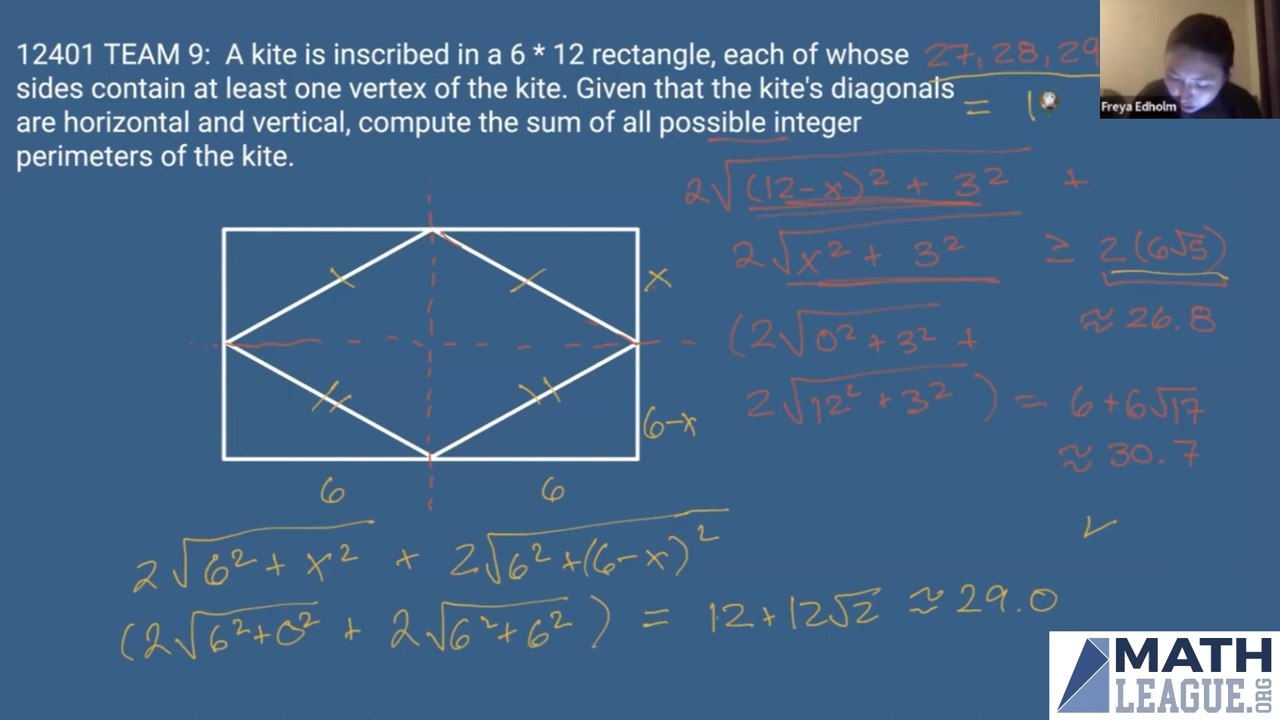 12401 TEAM 9: A kite is inscribed in a 6 * 12 rectangle, each of whose
sides contain at least one vertex of the kite. Given that the kite's diagonals
are horizontal and vertical, compute the sum of all possible integer
perimeters of the kite.
27, 28, 29
= 1
Freya Edholm
2√((12-x)² + 3²) +
2√(x² + 3²) ≥ 2(6√5)
≈ 26.8
(2√(0² + 3²) +
2√(12² + 3²)) = 6 + 6√17
≈ 30.7
x
6-x
6 6
2√(6² + x²) + 2√(6² + (6-x)²)
(2√(6² + 0²) + 2√(6² + 6²)) = 12 + 12√2 ≈ 29.0
MATH
LEAGUE.ORG